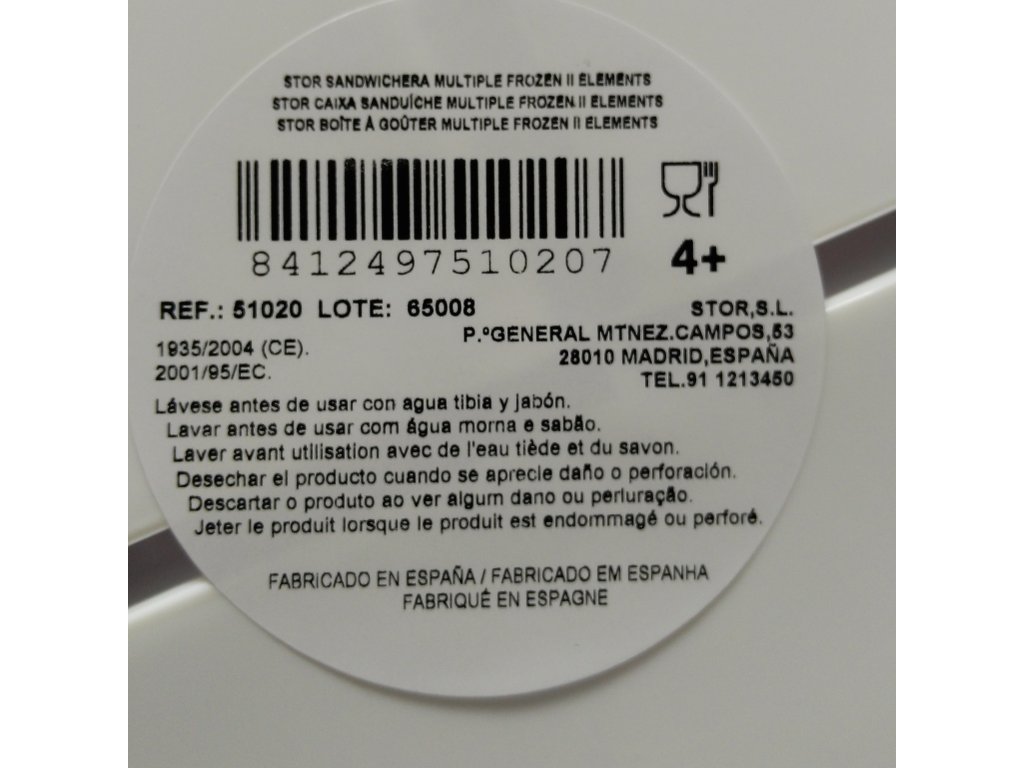 STOR SANDWICHERA MULTIPLE FROZEN II ELEMENTS
STOR CAIXA SANDUÍCHE MULTIPLE FROZEN II ELEMENTS
STOR BOÎTE À GOÛTER MULTIPLE FROZEN II ELEMENTS
8412497510207
4+
REF.: 51020 LOTE: 65008
1935/2004 (CE).
2001/95/EC.
STOR,S.L.
P.ºGENERAL MTNEZ.CAMPOS,53
28010 MADRID,ESPAÑA
TEL.91 1213450
Lávese antes de usar con agua tibia y jabón.
Lavar antes de usar com água morna e sabão.
Laver avant utilisation avec de l'eau tiède et du savon.
Desechar el producto cuando se aprecie daño o perforación.
Descartar o produto ao ver algum dano ou perluração.
Jeter le produit lorsque le produit est endommagé ou perforé.
FABRICADO EN ESPAÑA / FABRICADO EM ESPANHA
FABRIQUÉ EN ESPAGNE